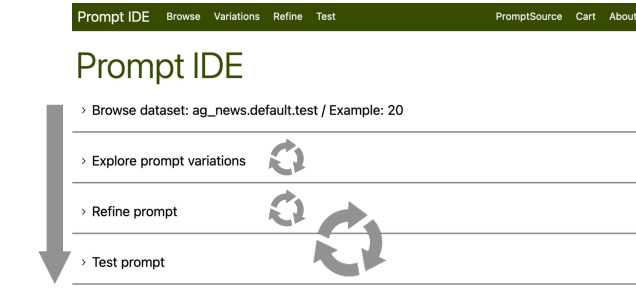 Prompt IDE Browse Variations Refine Test PromptSource Cart About
Prompt IDE
> Browse dataset: ag_news.default.test / Example: 20
> Explore prompt variations
> Refine prompt
> Test prompt